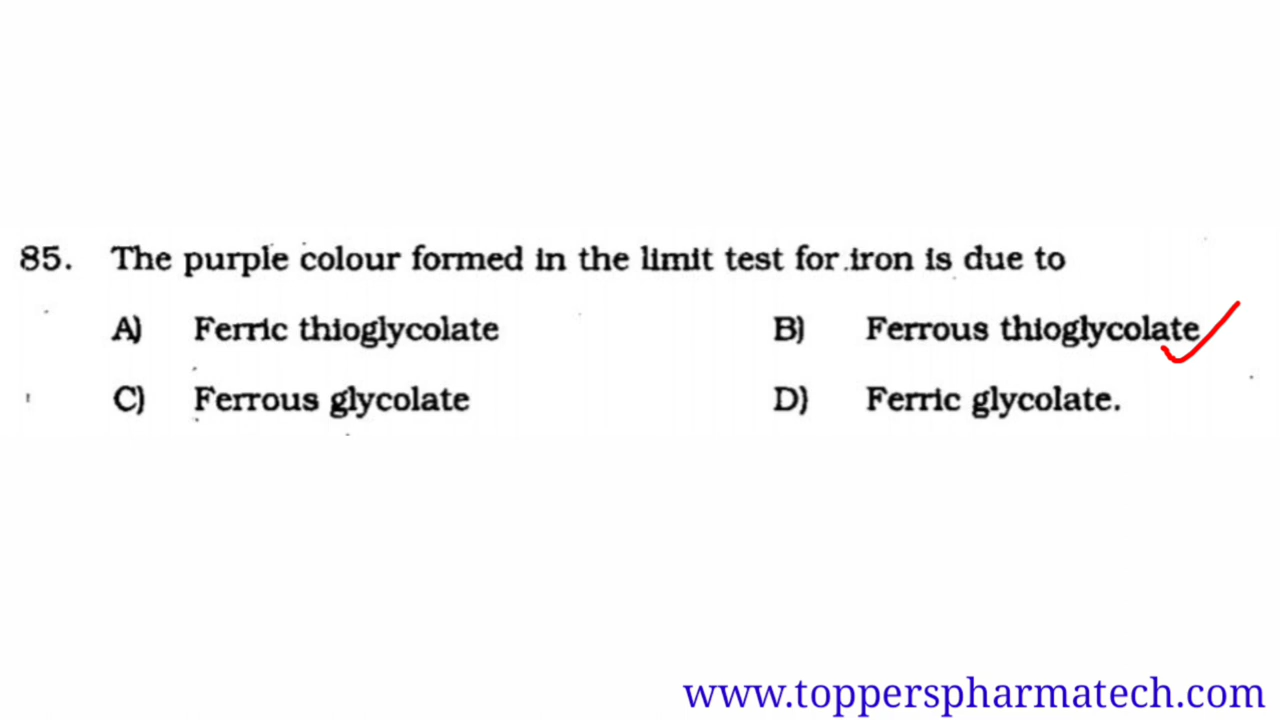 85. The purple colour formed in the limit test for iron is due to
A) Ferric thioglycolate B) Ferrous thioglycolate
C) Ferrous glycolate D) Ferric glycolate.
www.topperspharmatech.com